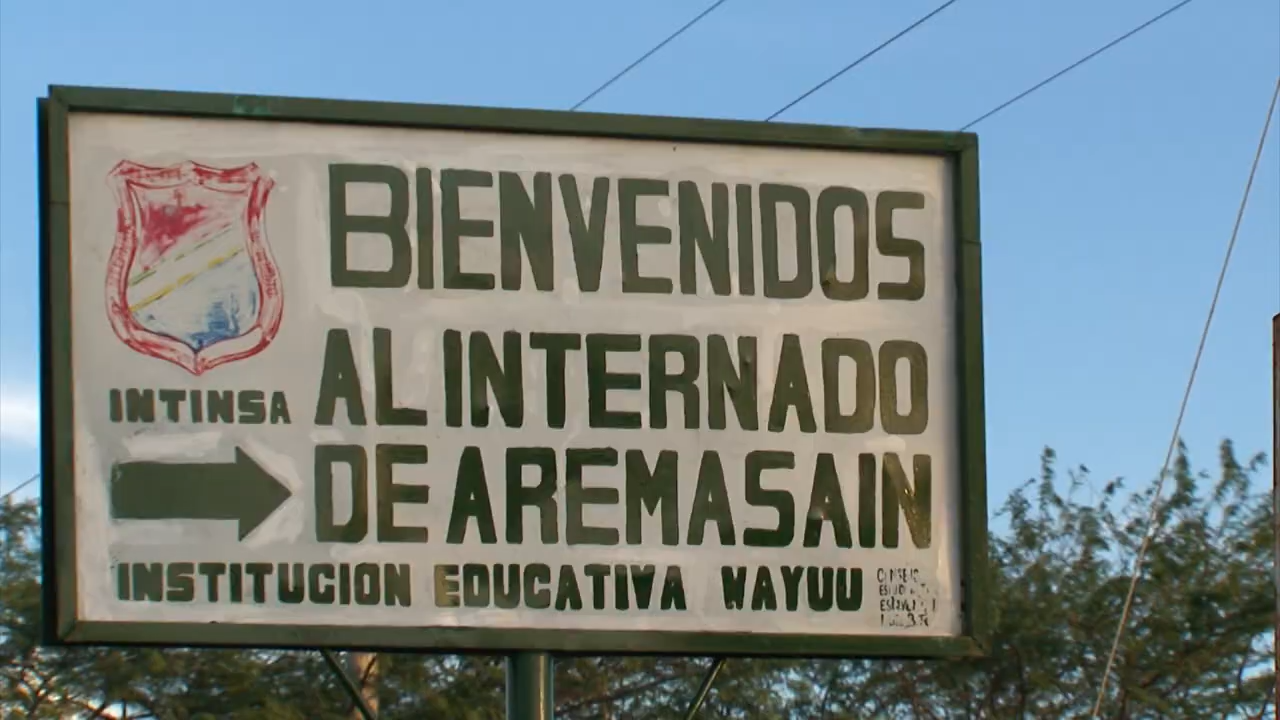 BIENVENIDOS
AL INTERNADO
DE AREMASAIN
INTINSA
INSTITUCION EDUCATIVA WAYUU